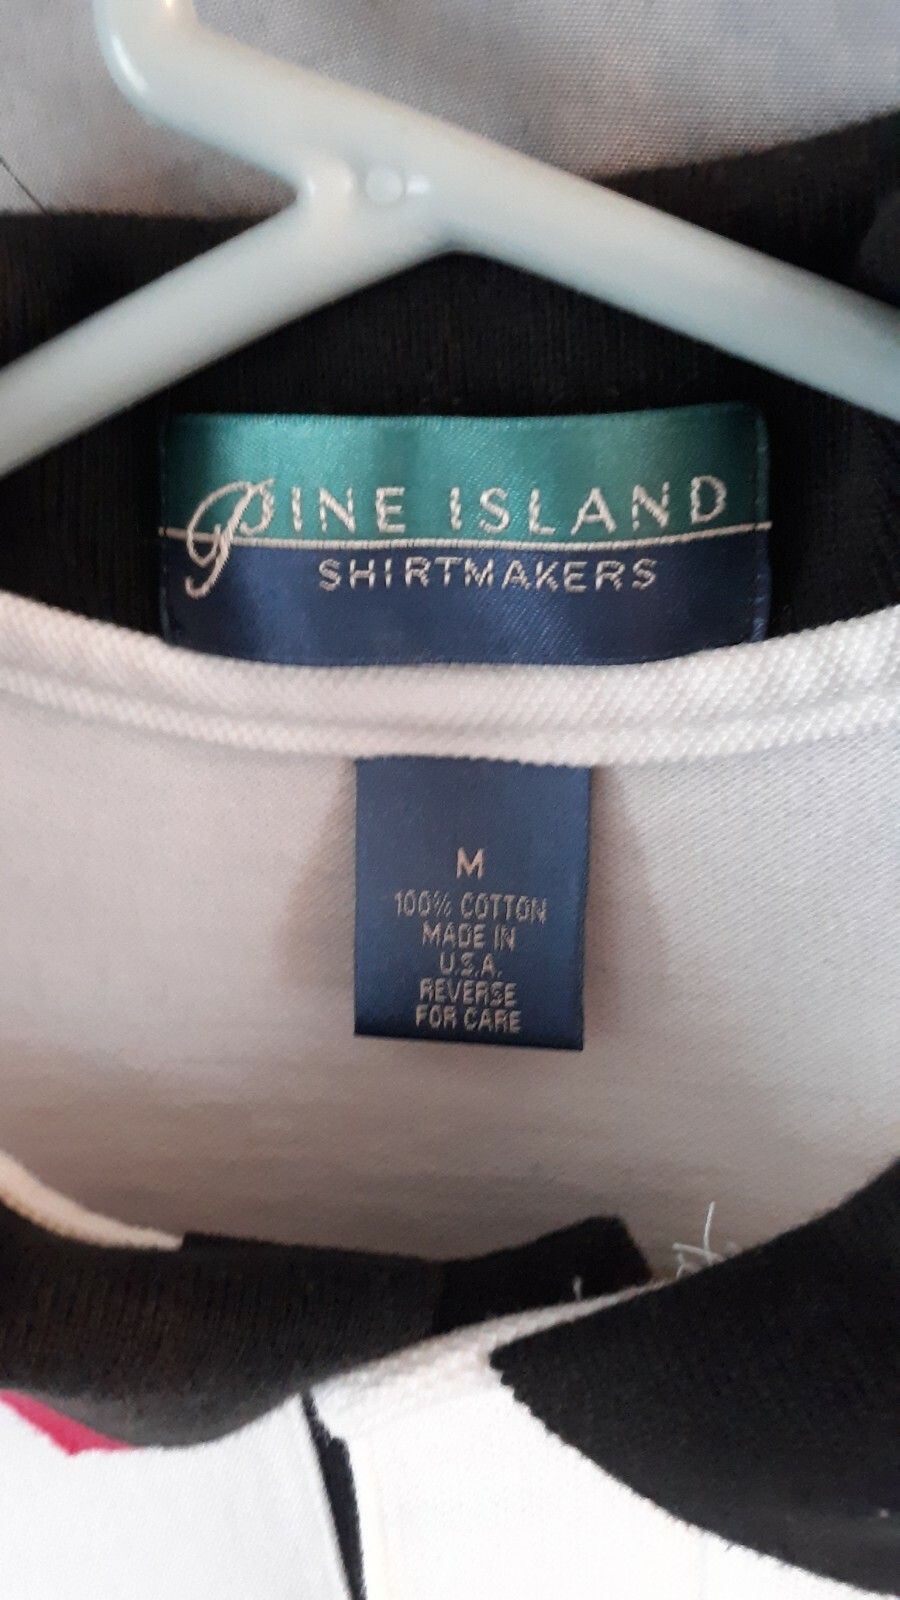 PINE ISLAND
SHIRTMAKERS
M
100% COTTON
MADE IN
U.S.A.
REVERSE
FOR CARE